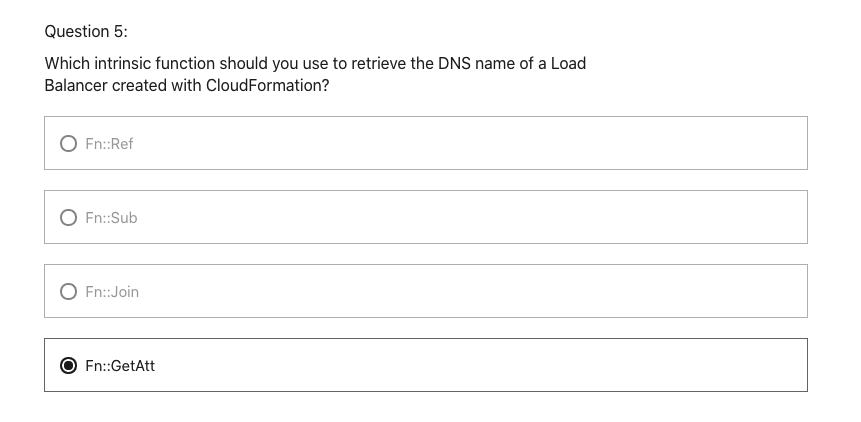 Question 5:
Which intrinsic function should you use to retrieve the DNS name of a Load
Balancer created with CloudFormation?
Fn::Ref
Fn::Sub
Fn::Join
Fn::GetAtt